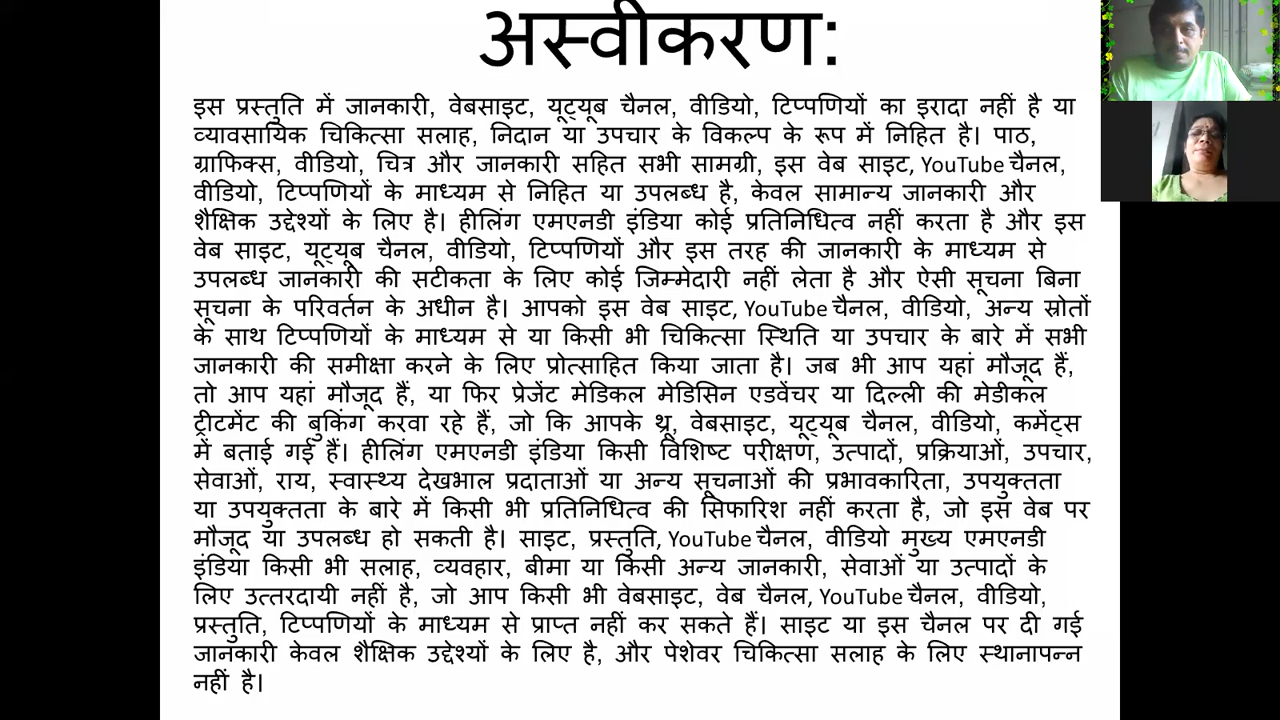 अस्वीकरण:
इस प्रस्तुति में जानकारी, वेबसाइट, यूट्यूब चैनल, वीडियो, टिप्पणियों का इरादा नहीं है या
व्यावसायिक चिकित्सा सलाह, निदान या उपचार के विकल्प के रूप में निहित है। पाठ,
ग्राफिक्स, वीडियो, चित्र और जानकारी सहित सभी सामग्री, इस वेब साइट, YouTube चैनल,
वीडियो, टिप्पणियों के माध्यम से निहित या उपलब्ध है, केवल सामान्य जानकारी और
शैक्षिक उद्देश्यों के लिए है। हीलिंग एमएनडी इंडिया कोई प्रतिनिधित्व नहीं करता है और इस
वेब साइट, यूट्यूब चैनल, वीडियो, टिप्पणियों और इस तरह की जानकारी के माध्यम से
उपलब्ध जानकारी की सटीकता के लिए कोई जिम्मेदारी नहीं लेता है और ऐसी सूचना बिना
सूचना के परिवर्तन के अधीन है। आपको इस वेब साइट, YouTube चैनल, वीडियो, अन्य स्रोतों
के साथ टिप्पणियों के माध्यम से या किसी भी चिकित्सा स्थिति या उपचार के बारे में सभी
जानकारी की समीक्षा करने के लिए प्रोत्साहित किया जाता है। जब भी आप यहां मौजूद हैं,
तो आप यहां मौजूद हैं, या फिर प्रेजेंट मेडिकल मेडिसिन एडवेंचर या दिल्ली की मेडीकल
ट्रीटमेंट की बुकिंग करवा रहे हैं, जो कि आपके थ्रू, वेबसाइट, यूट्यूब चैनल, वीडियो, कमेंट्स
में बताई गई हैं। हीलिंग एमएनडी इंडिया किसी विशिष्ट परीक्षण, उत्पादों, प्रक्रियाओं, उपचार,
सेवाओं, राय, स्वास्थ्य देखभाल प्रदाताओं या अन्य सूचनाओं की प्रभावकारिता, उपयुक्तता
या उपयुक्तता के बारे में किसी भी प्रतिनिधित्व की सिफारिश नहीं करता है, जो इस वेब पर
मौजूद या उपलब्ध हो सकती है। साइट, प्रस्तुति, YouTube चैनल, वीडियो मुख्य एमएनडी
इंडिया किसी भी सलाह, व्यवहार, बीमा या किसी अन्य जानकारी, सेवाओं या उत्पादों के
लिए उत्तरदायी नहीं है, जो आप किसी भी वेबसाइट, वेब चैनल, YouTube चैनल, वीडियो,
प्रस्तुति, टिप्पणियों के माध्यम से प्राप्त नहीं कर सकते हैं। साइट या इस चैनल पर दी गई
जानकारी केवल शैक्षिक उद्देश्यों के लिए है, और पेशेवर चिकित्सा सलाह के लिए स्थानापन्न
नहीं है।